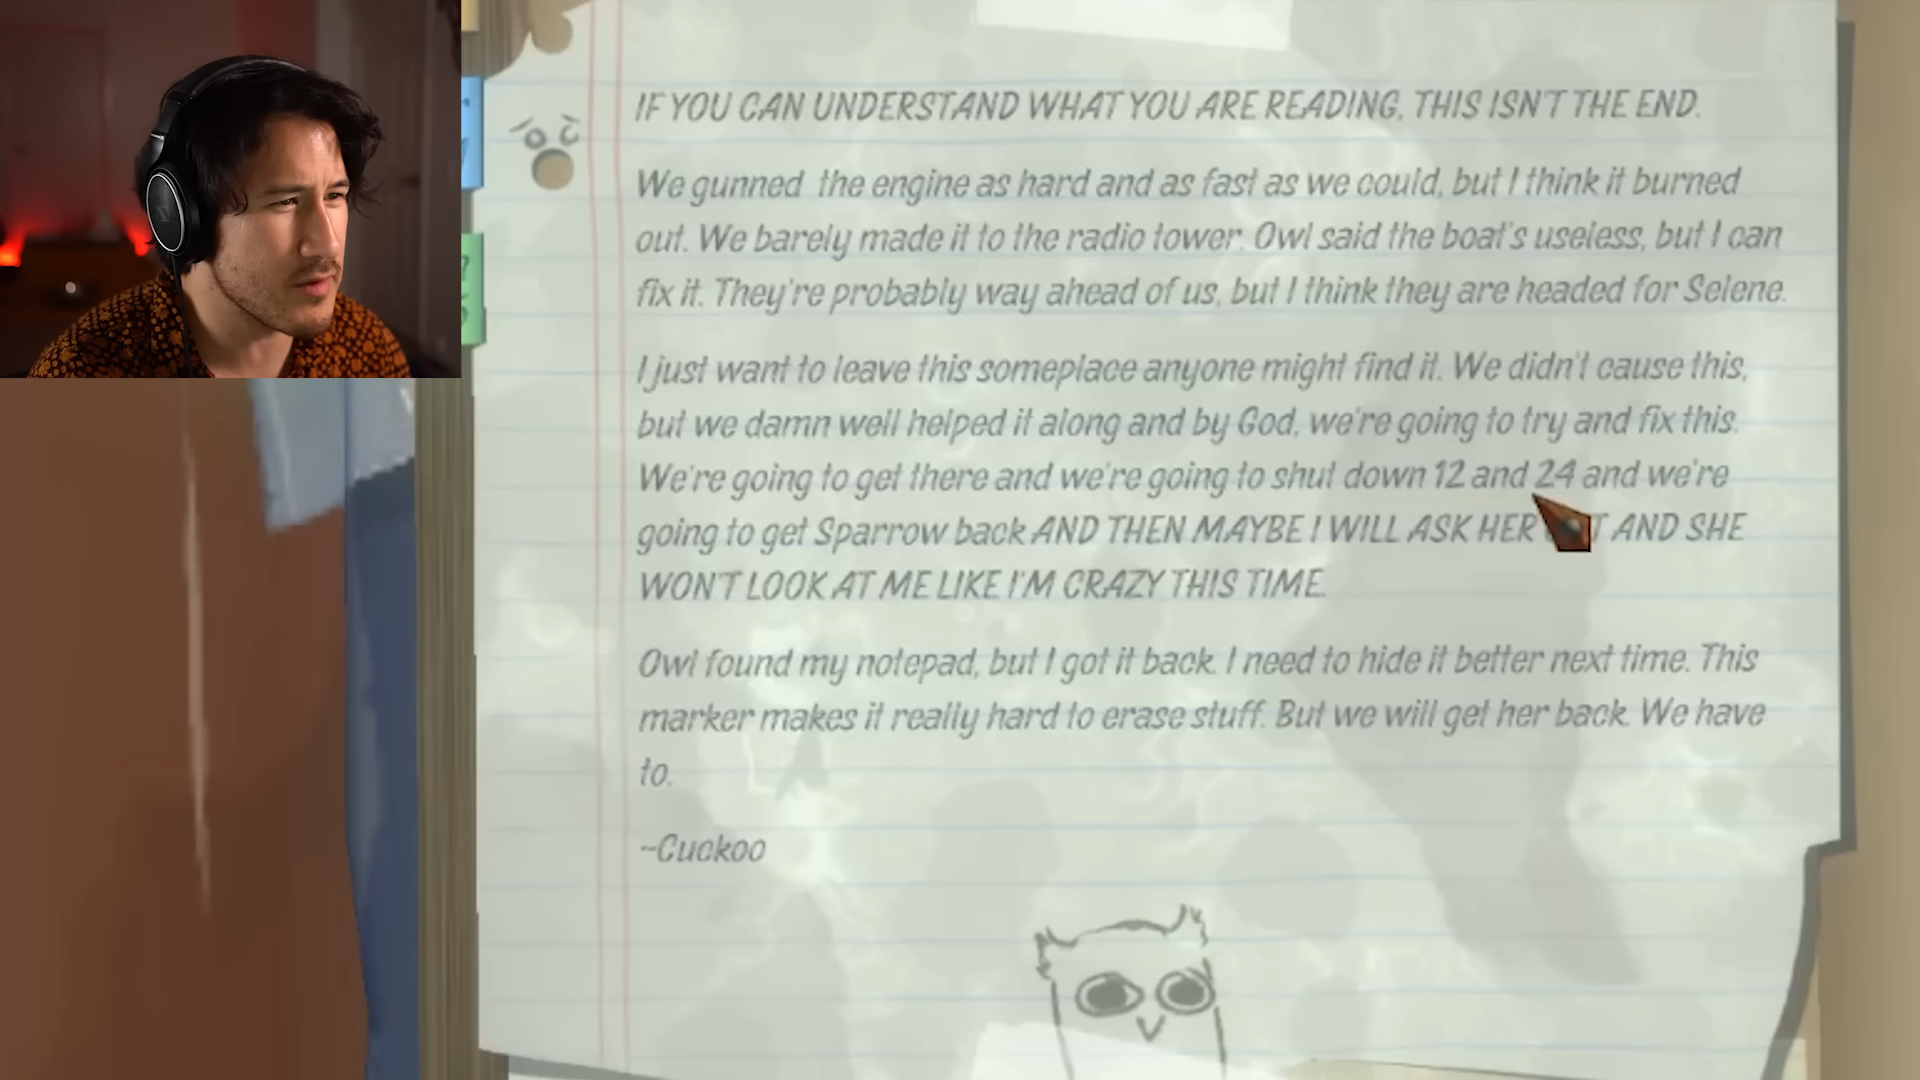 IF YOU CAN UNDERSTAND WHAT YOU ARE READING, THIS ISN'T THE END.
We gunned the engine as hard and as fast as we could, but I think it burned
out. We barely made it to the radio tower. Owl said the boat's useless, but I can
fix it. They're probably way ahead of us, but I think they are headed for Selene.
I just want to leave this someplace anyone might find it. We didn't cause this,
but we damn well helped it along and by God, we're going to try and fix this.
We're going to get there and we're going to shut down 12 and 24 and we're
going to get Sparrow back AND THEN MAYBE I WILL ASK HER T AND SHE
WON'T LOOK AT ME LIKE I'M CRAZY THIS TIME.
Owl found my notepad, but I got it back. I need to hide it better next time. This
marker makes it really hard to erase stuff. But we will get her back. We have
to.
~Cuckoo